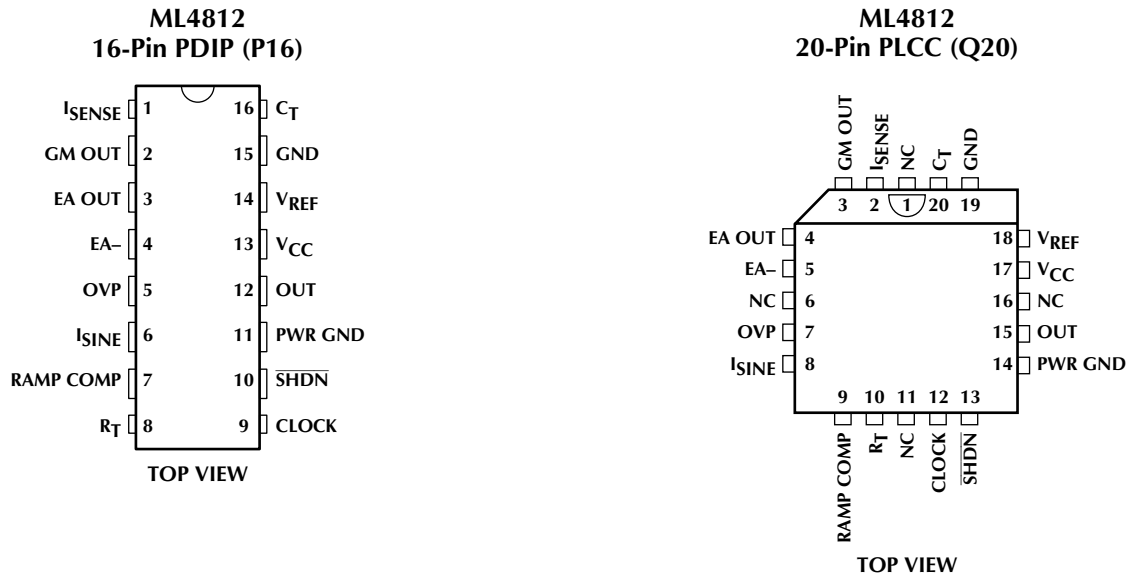 ML4812
16-Pin PDIP (P16)
ISENSE 1 16 CT
GM OUT 2 15 GND
EA OUT 3 14 VREF
EA– 4 13 VCC
OVP 5 12 OUT
ISINE 6 11 PWR GND
RAMP COMP 7 10 SHDN
RT 8 9 CLOCK
TOP VIEW
ML4812
20-Pin PLCC (Q20)
GM OUT ISENSE NC CT GND
3 2 1 20 19
EA OUT 4 18 VREF
EA– 5 17 VCC
NC 6 16 NC
OVP 7 15 OUT
ISINE 8 14 PWR GND
9 10 11 12 13
RAMP COMP RT NC CLOCK SHDN
TOP VIEW